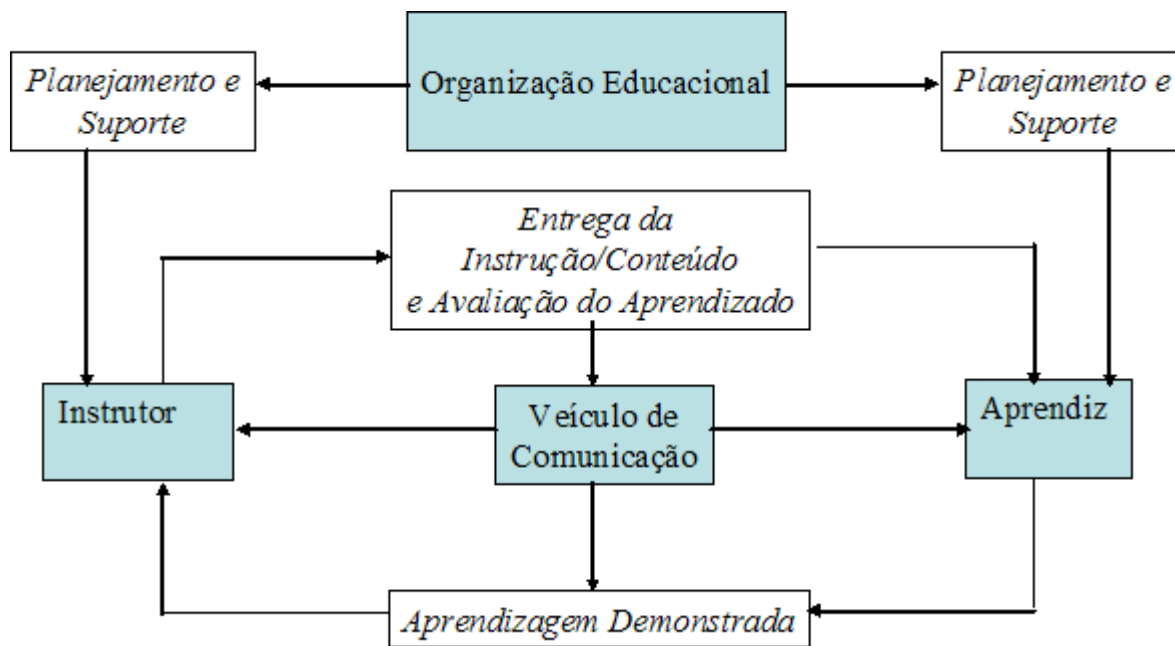 Planejamento e
Suporte
Organização Educacional
Planejamento e
Suporte
Entrega da
Instrução/Conteúdo
e Avaliação do Aprendizado
Instrutor
Veículo de
Comunicação
Aprendiz
Aprendizagem Demonstrada